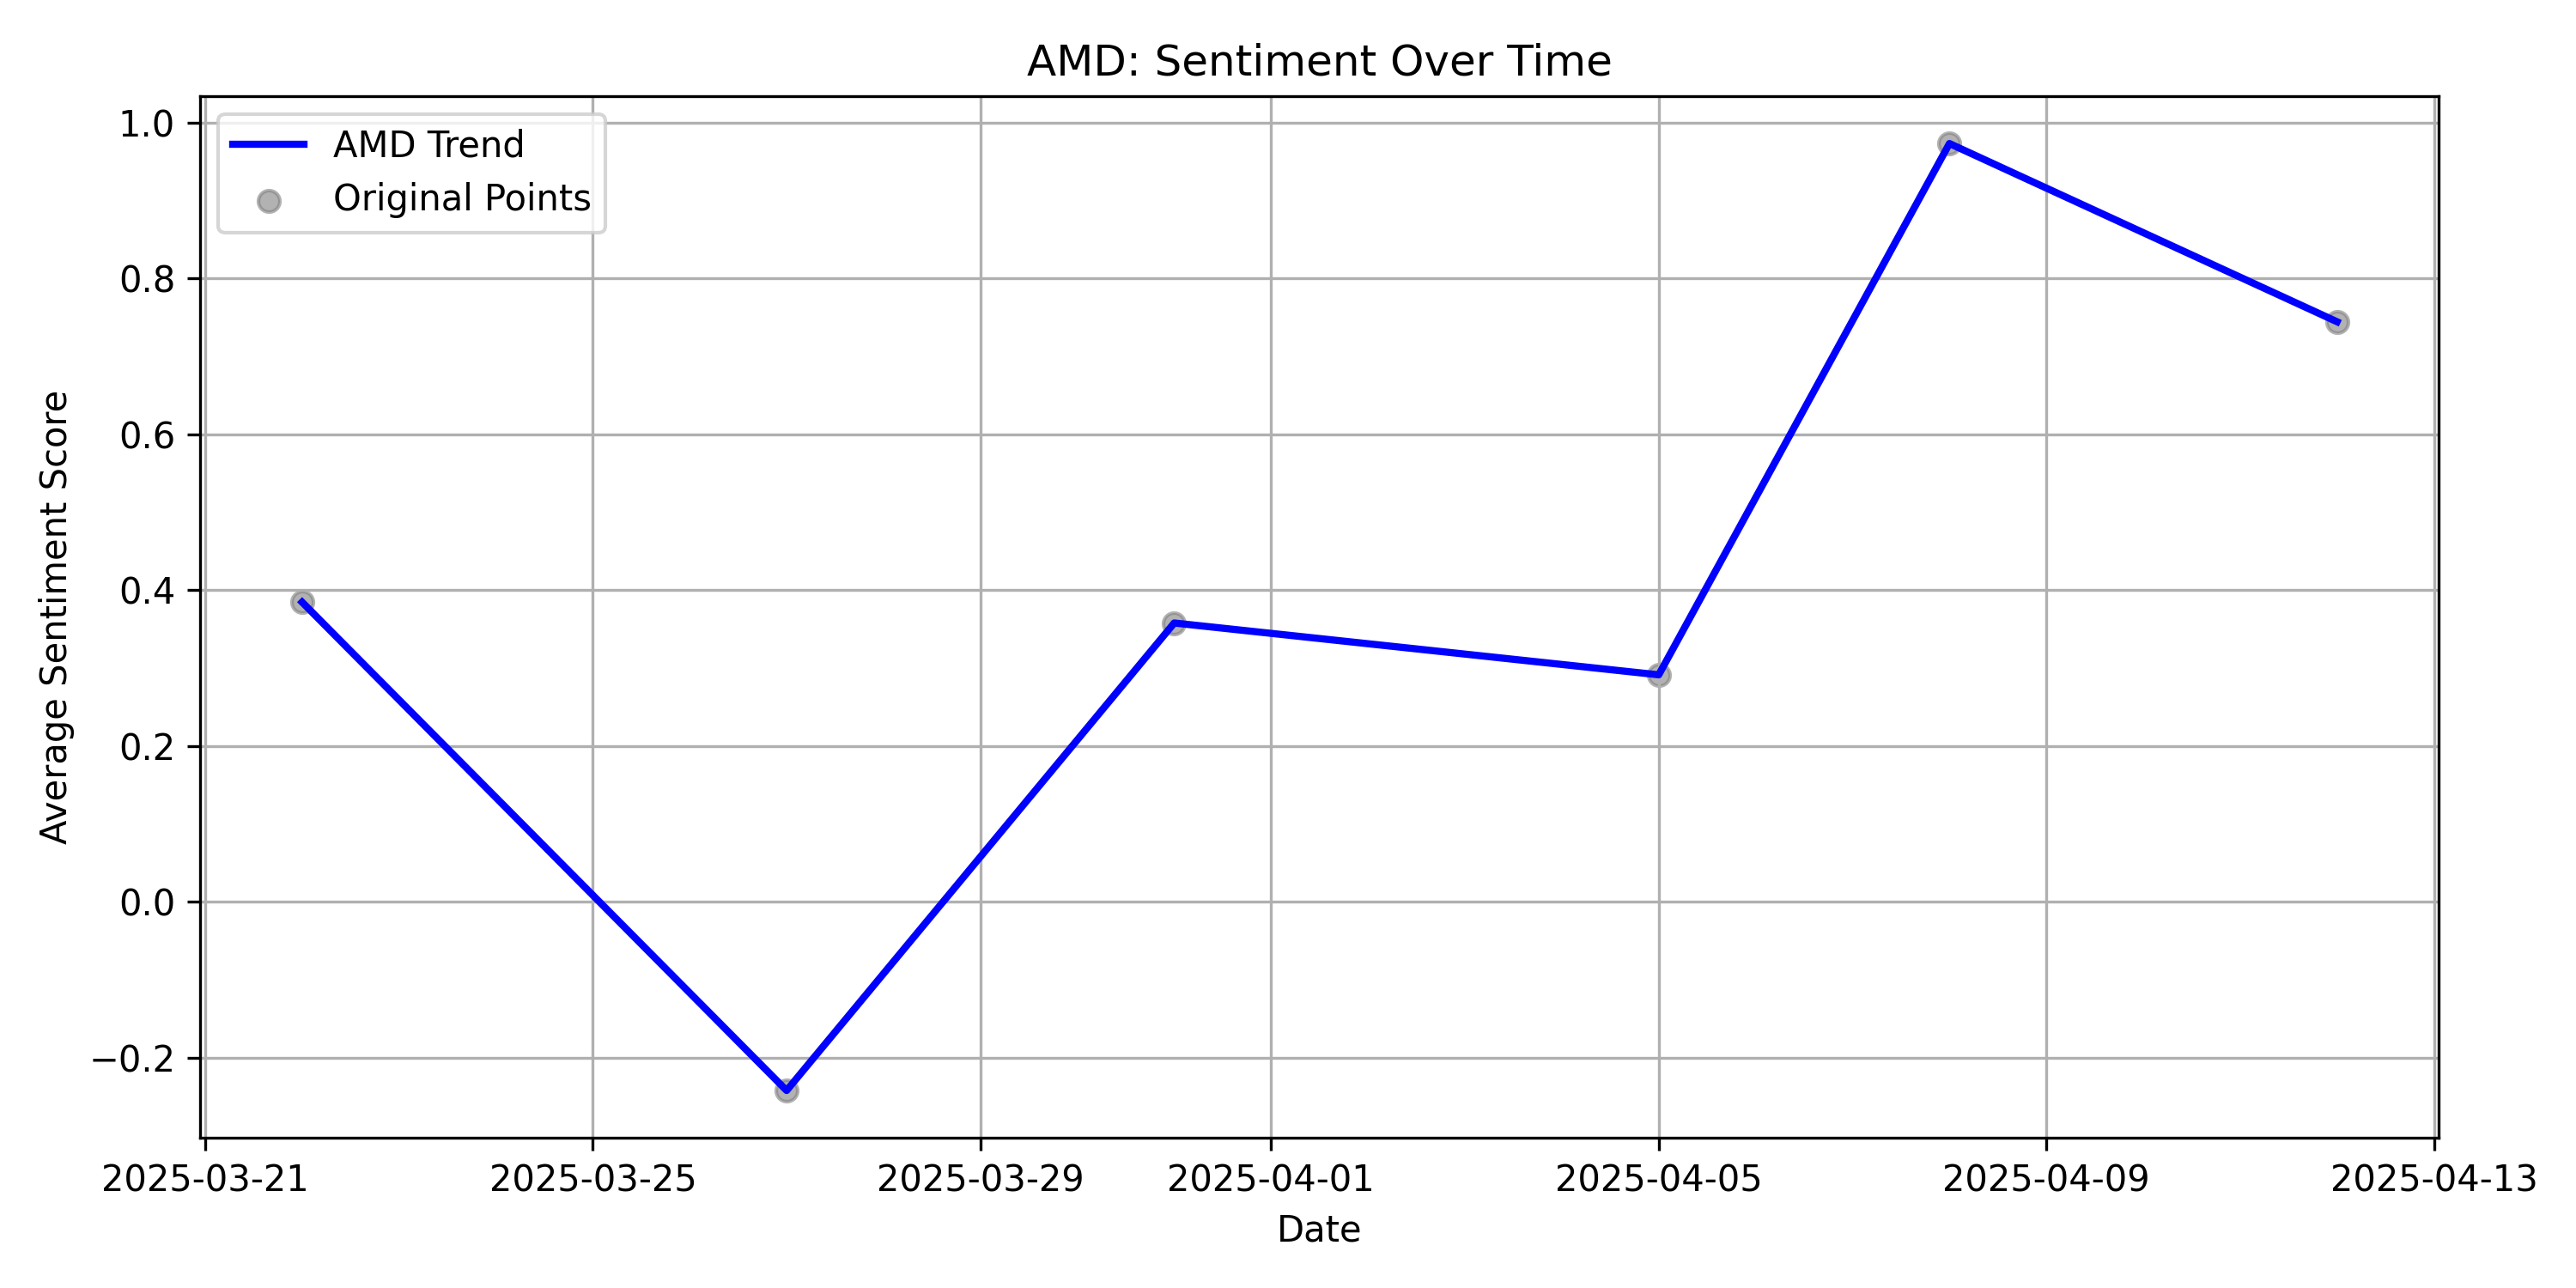 AMD: Sentiment Over Time
AMD Trend
Original Points
Average Sentiment Score
1.0
0.8
0.6
0.4
0.2
0.0
−0.2
2025-03-21
2025-03-25
2025-03-29
2025-04-01
2025-04-05
2025-04-09
2025-04-13
Date